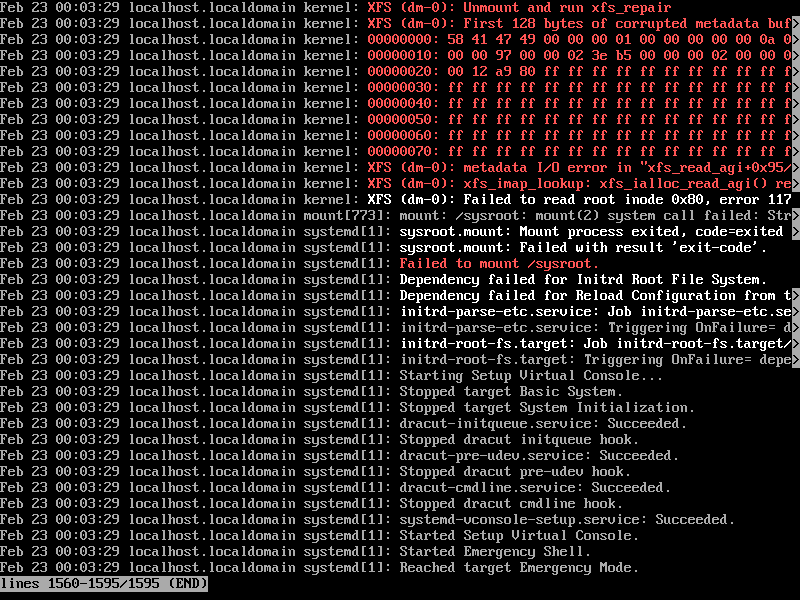 Feb 23 00:03:29 localhost.localdomain kernel: XFS (dm-0): Unmount and run xfs_repair
Feb 23 00:03:29 localhost.localdomain kernel: XFS (dm-0): First 128 bytes of corrupted metadata buf>
Feb 23 00:03:29 localhost.localdomain kernel: 00000000: 58 41 47 49 00 00 00 01 00 00 00 00 00 0a 0>
Feb 23 00:03:29 localhost.localdomain kernel: 00000010: 00 00 97 00 00 02 3e b5 00 00 00 02 00 00 0>
Feb 23 00:03:29 localhost.localdomain kernel: 00000020: 00 12 a9 80 ff ff ff ff ff ff ff ff ff ff f>
Feb 23 00:03:29 localhost.localdomain kernel: 00000030: ff ff ff ff ff ff ff ff ff ff ff ff ff ff f>
Feb 23 00:03:29 localhost.localdomain kernel: 00000040: ff ff ff ff ff ff ff ff ff ff ff ff ff ff f>
Feb 23 00:03:29 localhost.localdomain kernel: 00000050: ff ff ff ff ff ff ff ff ff ff ff ff ff ff f>
Feb 23 00:03:29 localhost.localdomain kernel: 00000060: ff ff ff ff ff ff ff ff ff ff ff ff ff ff f>
Feb 23 00:03:29 localhost.localdomain kernel: 00000070: ff ff ff ff ff ff ff ff ff ff ff ff ff ff f>
Feb 23 00:03:29 localhost.localdomain kernel: XFS (dm-0): metadata I/O error in "xfs_read_agi+0x95/>
Feb 23 00:03:29 localhost.localdomain kernel: XFS (dm-0): xfs_imap_lookup: xfs_ialloc_read_agi() re>
Feb 23 00:03:29 localhost.localdomain kernel: XFS (dm-0): Failed to read root inode 0x80, error 117
Feb 23 00:03:29 localhost.localdomain mount[773]: mount: /sysroot: mount(2) system call failed: Str>
Feb 23 00:03:29 localhost.localdomain systemd[1]: sysroot.mount: Mount process exited, code=exited >
Feb 23 00:03:29 localhost.localdomain systemd[1]: sysroot.mount: Failed with result 'exit-code'.
Feb 23 00:03:29 localhost.localdomain systemd[1]: Failed to mount /sysroot.
Feb 23 00:03:29 localhost.localdomain systemd[1]: Dependency failed for Initrd Root File System.
Feb 23 00:03:29 localhost.localdomain systemd[1]: Dependency failed for Reload Configuration from t>
Feb 23 00:03:29 localhost.localdomain systemd[1]: initrd-parse-etc.service: Job initrd-parse-etc.se>
Feb 23 00:03:29 localhost.localdomain systemd[1]: initrd-parse-etc.service: Triggering OnFailure= d>
Feb 23 00:03:29 localhost.localdomain systemd[1]: initrd-root-fs.target: Job initrd-root-fs.target/>
Feb 23 00:03:29 localhost.localdomain systemd[1]: initrd-root-fs.target: Triggering OnFailure= depe>
Feb 23 00:03:29 localhost.localdomain systemd[1]: Starting Setup Virtual Console...
Feb 23 00:03:29 localhost.localdomain systemd[1]: Stopped target Basic System.
Feb 23 00:03:29 localhost.localdomain systemd[1]: Stopped target System Initialization.
Feb 23 00:03:29 localhost.localdomain systemd[1]: dracut-initqueue.service: Succeeded.
Feb 23 00:03:29 localhost.localdomain systemd[1]: Stopped dracut initqueue hook.
Feb 23 00:03:29 localhost.localdomain systemd[1]: dracut-pre-udev.service: Succeeded.
Feb 23 00:03:29 localhost.localdomain systemd[1]: Stopped dracut pre-udev hook.
Feb 23 00:03:29 localhost.localdomain systemd[1]: dracut-cmdline.service: Succeeded.
Feb 23 00:03:29 localhost.localdomain systemd[1]: Stopped dracut cmdline hook.
Feb 23 00:03:29 localhost.localdomain systemd[1]: systemd-vconsole-setup.service: Succeeded.
Feb 23 00:03:29 localhost.localdomain systemd[1]: Started Setup Virtual Console.
Feb 23 00:03:29 localhost.localdomain systemd[1]: Started Emergency Shell.
Feb 23 00:03:29 localhost.localdomain systemd[1]: Reached target Emergency Mode.
lines 1560-1595/1595 (END)